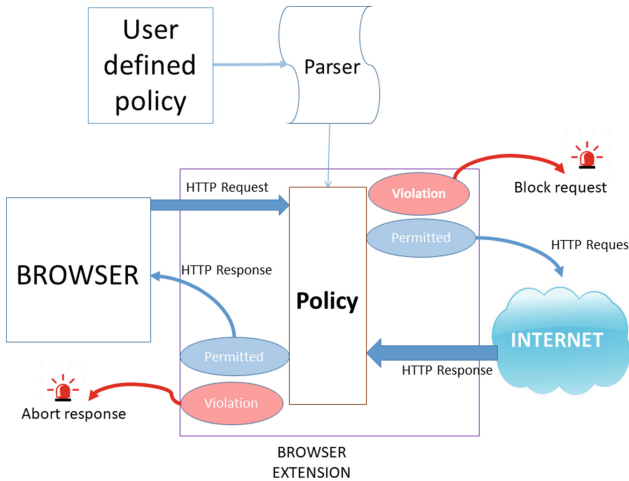 User
defined
policy
Parser
Violation
Block request
HTTP Request
Permitted
HTTP Reques
BROWSER
HTTP Response
Policy
INTERNET
Permitted
HTTP Response
Violation
Abort response
BROWSER
EXTENSION